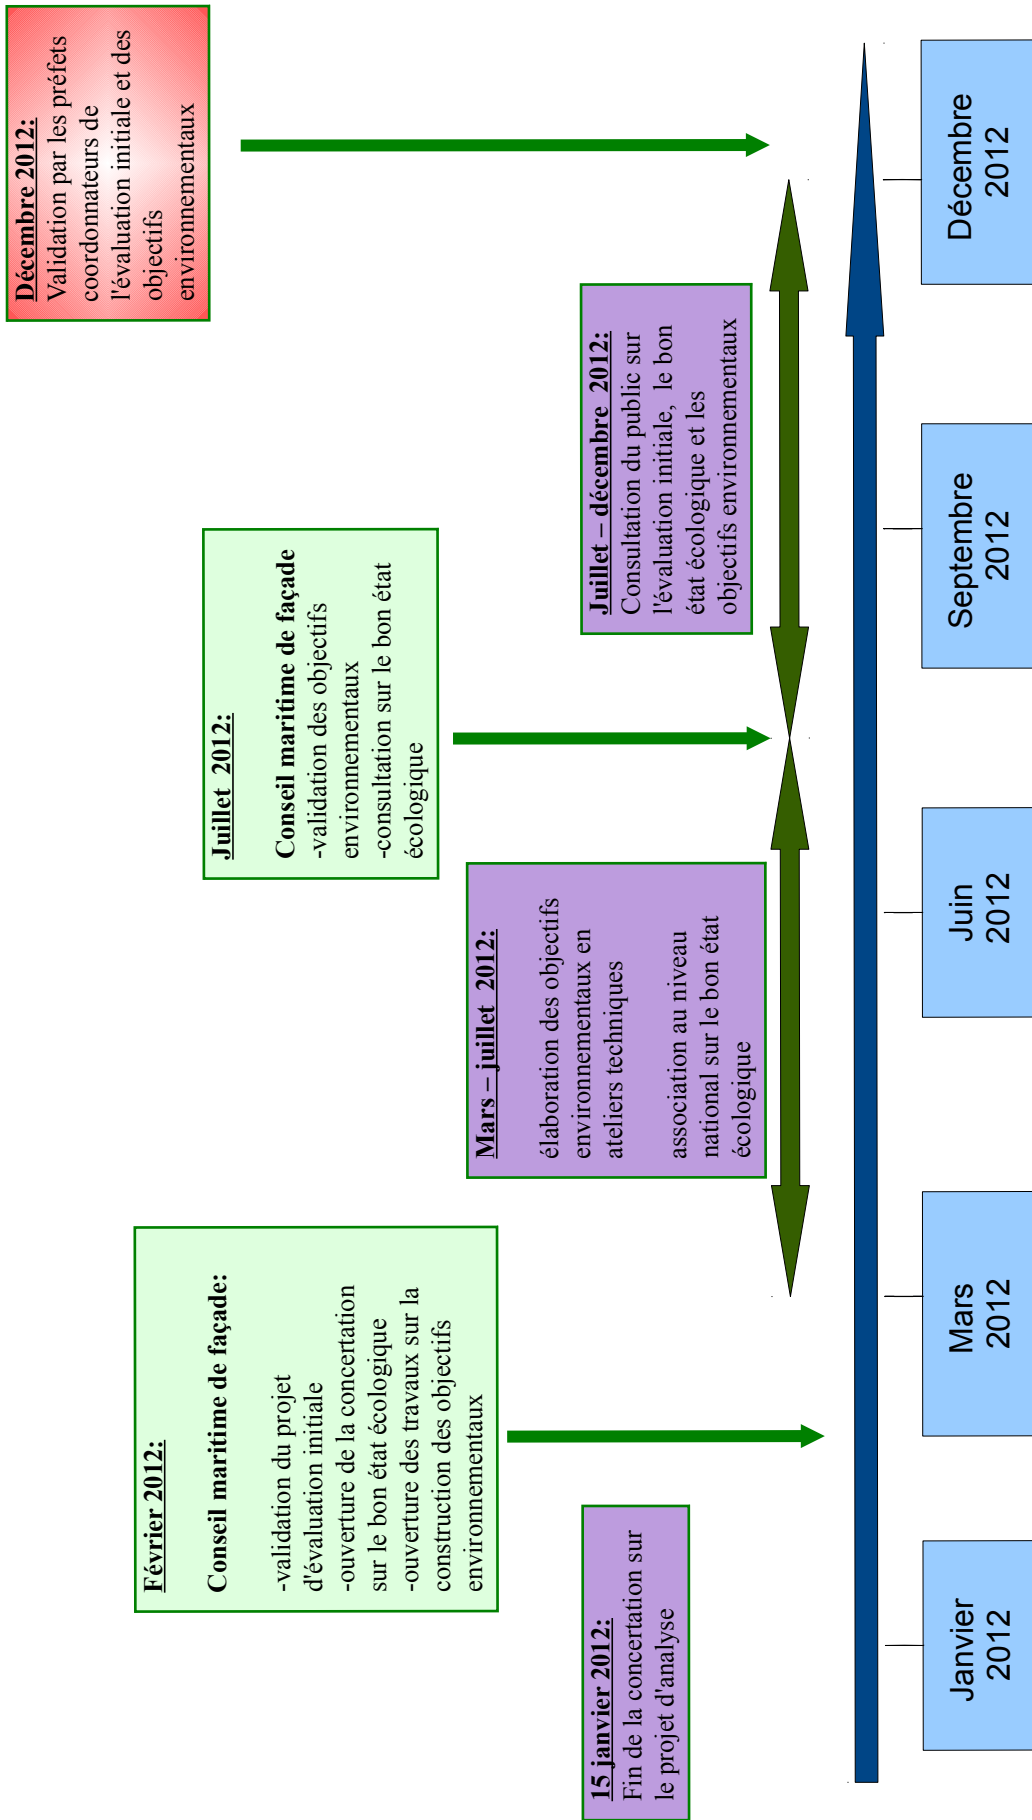 15 janvier 2012:
Fin de la concertation sur
le projet d'analyse
Février 2012:
Conseil maritime de façade:
-validation du projet
d'évaluation initiale
-ouverture de la concertation
sur le bon état écologique
-ouverture des travaux sur la
construction des objectifs
environnementaux
Mars – juillet 2012:
élaboration des objectifs
environnementaux en
ateliers techniques
association au niveau
national sur le bon état
écologique
Juillet 2012:
Conseil maritime de façade
-validation des objectifs
environnementaux
-consultation sur le bon état
écologique
Juillet – décembre 2012:
Consultation du public sur
l'évaluation initiale, le bon
état écologique et les
objectifs environnementaux
Décembre 2012:
Validation par les préfets
coordonnateurs de
l'évaluation initiale et des
objectifs
environnementaux
Janvier
2012
Mars
2012
Juin
2012
Septembre
2012
Décembre
2012